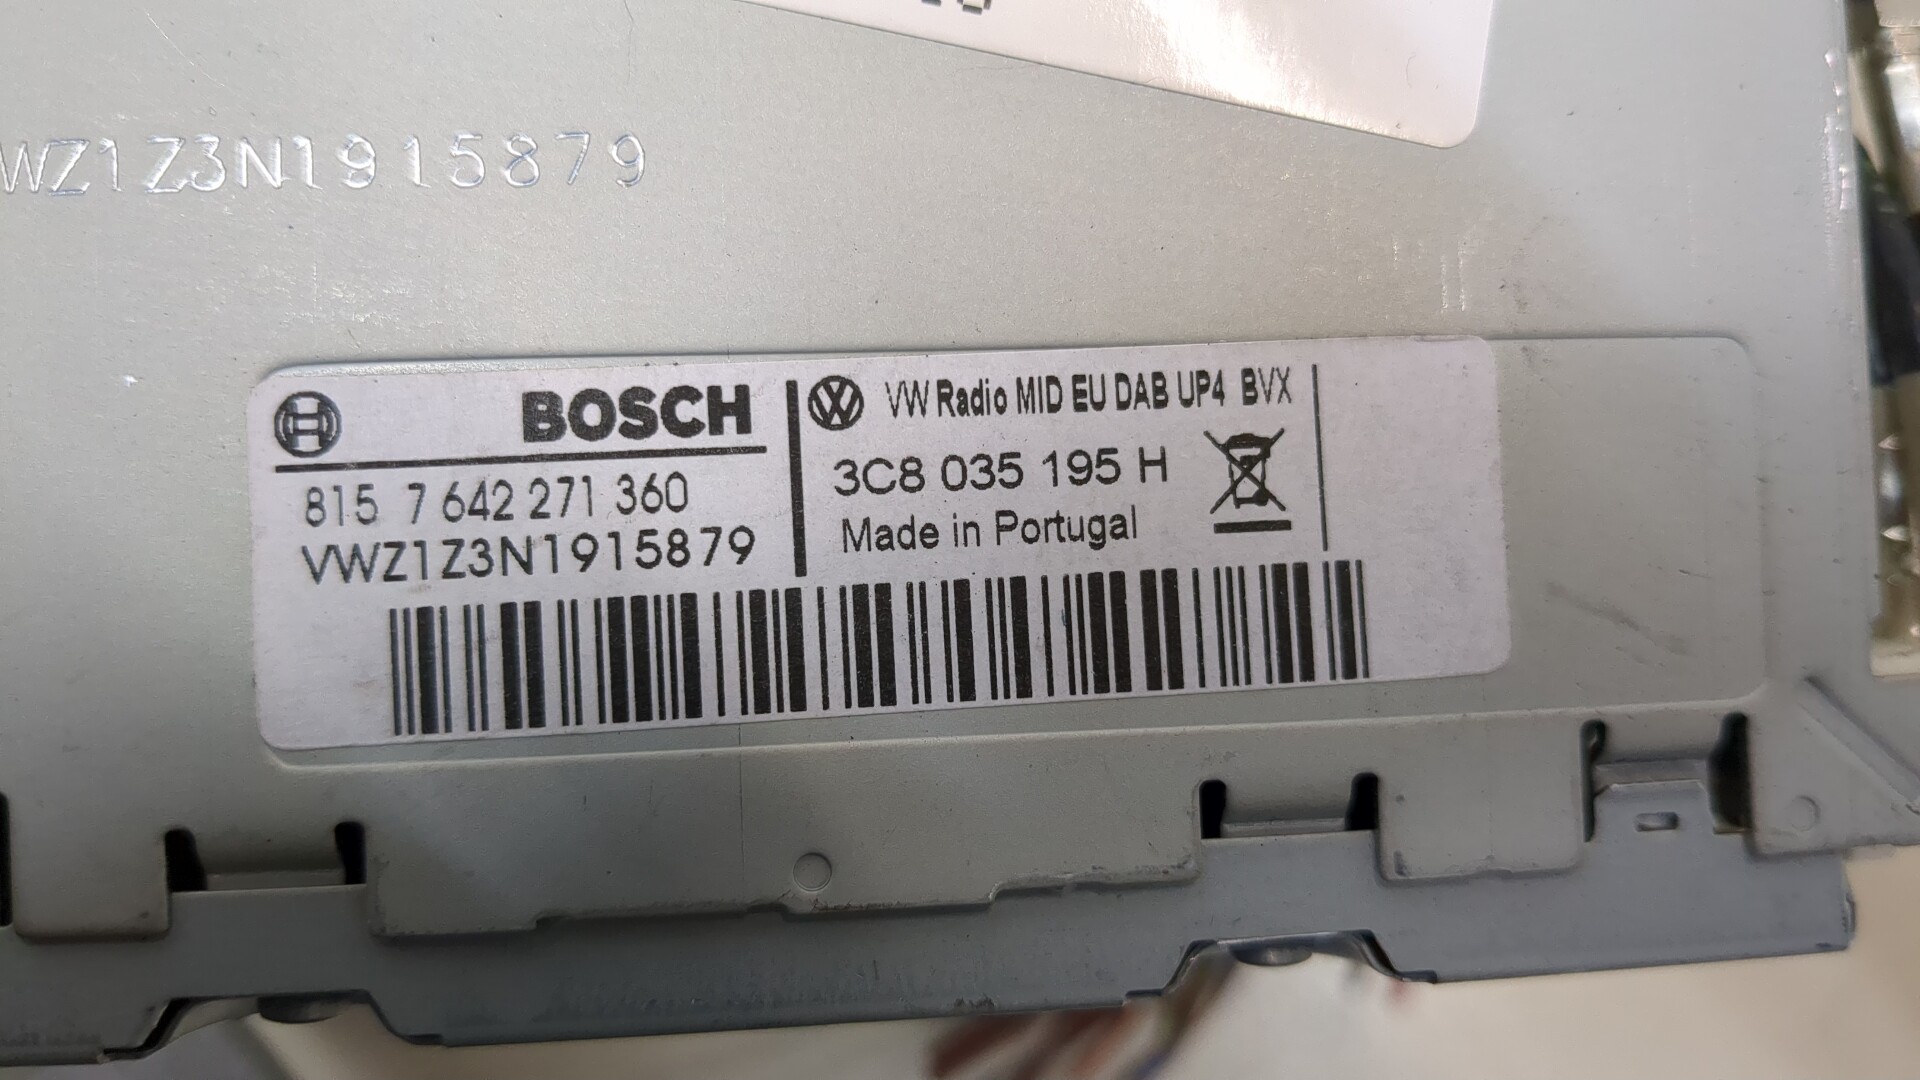 WZ1Z3N1915879
BOSCH
815 7 642 271 360
VWZ1Z3N1915879
VW Radio MID EU DAB UP4 BVX
3C8 035 195 H
Made in Portugal